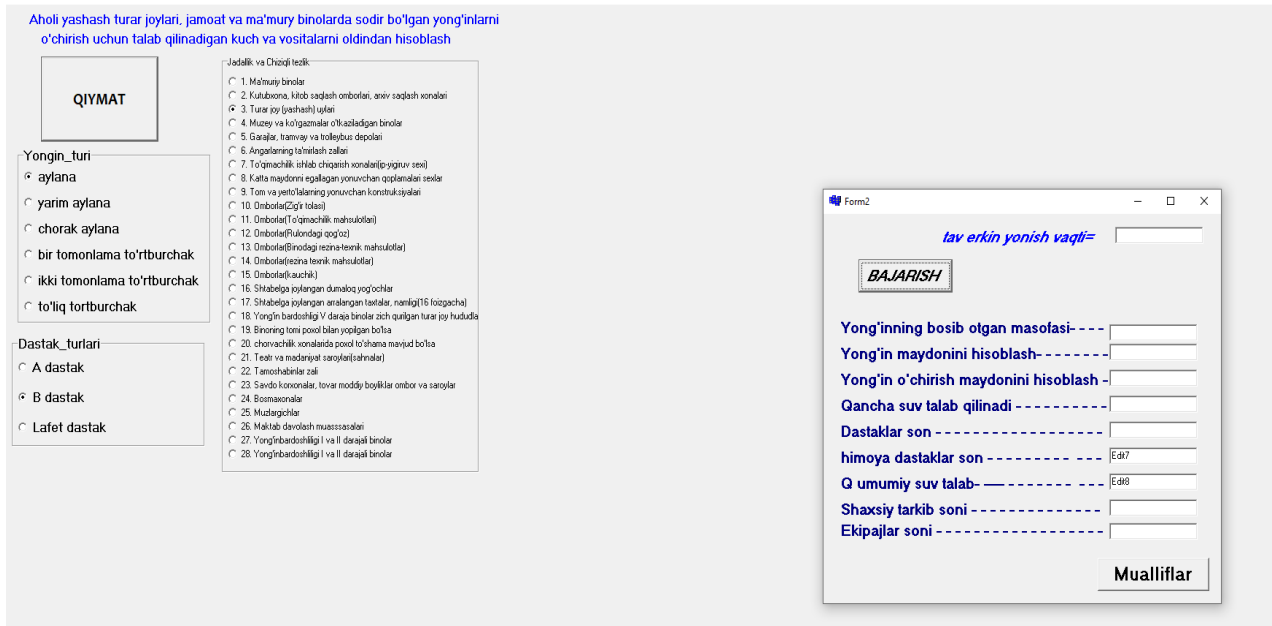 Aholi yashash turar joylari, jamoat va ma'mury binolarda sodir bo'lgan yong'inlarni
o'chirish uchun talab qilinadigan kuch va vositalarni oldindan hisoblash
QIYMAT
Yongin_turi
aylana
yarim aylana
chorak aylana
bir tomonlama to'rtburchak
ikki tomonlama to'rtburchak
to'liq tortburchak
Dastak_turlari
A dastak
B dastak
Lafet dastak
Jadallik va Chiziqli tezlik
1. Ma'muriy binolar
2. Kutubxona, kitob saqlash omborlari, arxiv saqlash xonalari
3. Turar joy (yashash) uylari
4. Muzey va ko'rgazmalar o'tkaziladigan binolar
5. Garajlar, tramvay va trolleybus depolari
6. Angarlarning ta'mirlash zallari
7. To'qimachilik ishlab chiqarish xonalari(ip-yigiruv sexi)
8. Katta maydonni egallagan yonuvchan qoplamalari sexlar
9. Tom va yerto'lalarning yonuvchan konstruksiyalari
10. Omborlar(Zig'ir tolasi)
11. Omborlar(To'qimachilik mahsulotlari)
12. Omborlar(Rulondagi qog'oz)
13. Omborlar(Binodagi rezina-texnik mahsulotlar)
14. Omborlar(rezina texnik mahsulotlar)
15. Omborlar(kauchik)
16. Shtabelga joylangan dumaloq yog'ochlar
17. Shtabelga joylangan arralangan taxtalar, namligi(16 foizgacha)
18. Yong'in bardoshligi V daraja binolar zich qurilgan turar joy hududla
19. Binoning tomi poxol bilan yopilgan bo'lsa
20. chorvachilik xonalarida poxol to'shama mavjud bo'lsa
21. Teatr va madaniyat saroylari(sahnalar)
22. Tamoshabinlar zali
23. Savdo korxonalar, tovar moddiy boyliklar ombor va saroylar
24. Bosmaxonalar
25. Muzlargichlar
26. Maktab davolash muasssasalari
27. Yong'inbardoshliligi I va II darajali binolar
28. Yong'inbardoshliligi I va II darajali binolar
Form2
tav erkin yonish vaqti=
BAJARISH
Yong'inning bosib otgan masofasi- - - -
Yong'in maydonini hisoblash- - - - - - - -
Yong'in o'chirish maydonini hisoblash -
Qancha suv talab qilinadi - - - - - - - - - -
Dastaklar son - - - - - - - - - - - - - - - - - -
himoya dastaklar son - - - - - - - - - - - - Edit7
Q umumiy suv talab- —- - - - - - - - - - - Edit8
Shaxsiy tarkib soni - - - - - - - - - - - - - -
Ekipajlar soni - - - - - - - - - - - - - - - - - -
Mualliflar